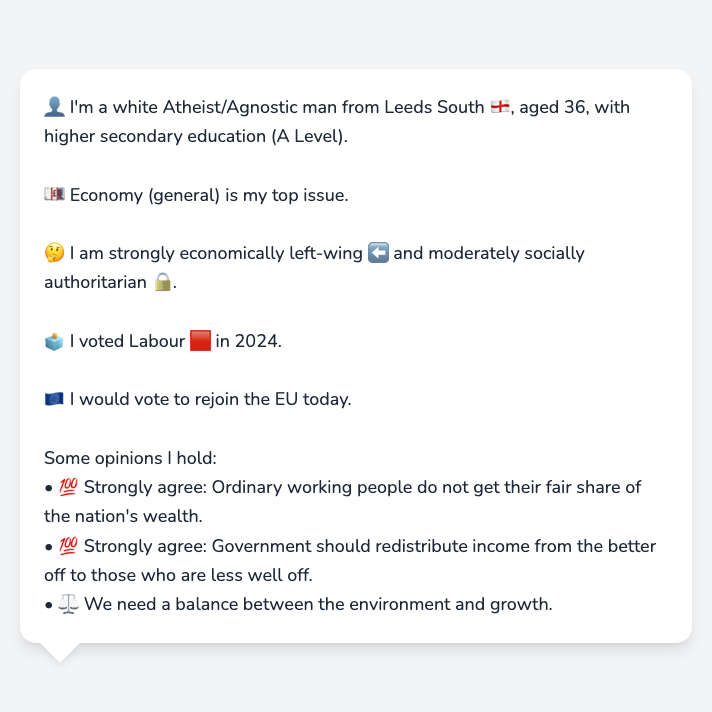 👤 I'm a white Atheist/Agnostic man from Leeds South 🏴󠁧󠁢󠁥󠁮󠁧󠁿, aged 36, with
higher secondary education (A Level).
💷 Economy (general) is my top issue.
🤔 I am strongly economically left-wing ⬅️ and moderately socially
authoritarian 🔒.
🗳️ I voted Labour 🟥 in 2024.
🇪🇺 I would vote to rejoin the EU today.
Some opinions I hold:
• 💯 Strongly agree: Ordinary working people do not get their fair share of
the nation's wealth.
• 💯 Strongly agree: Government should redistribute income from the better
off to those who are less well off.
• ⚖️ We need a balance between the environment and growth.